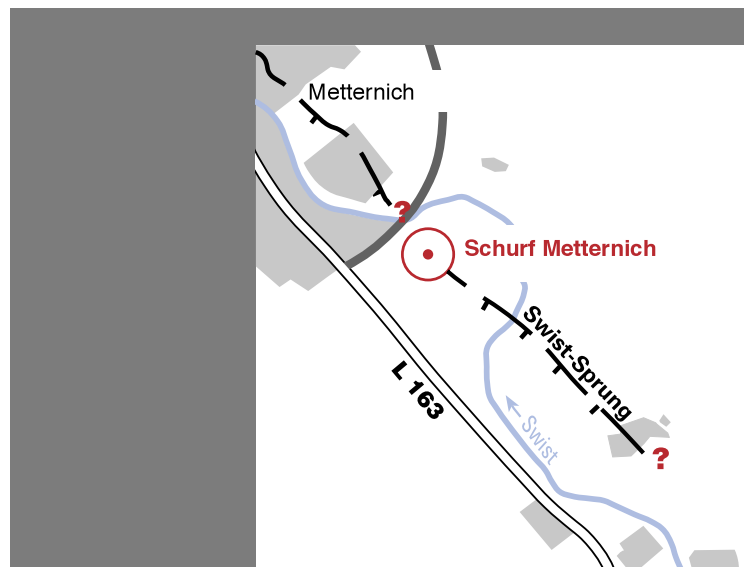 Metternich
?
Schurf Metternich
Swist-Sprung
L 163
Swist
?